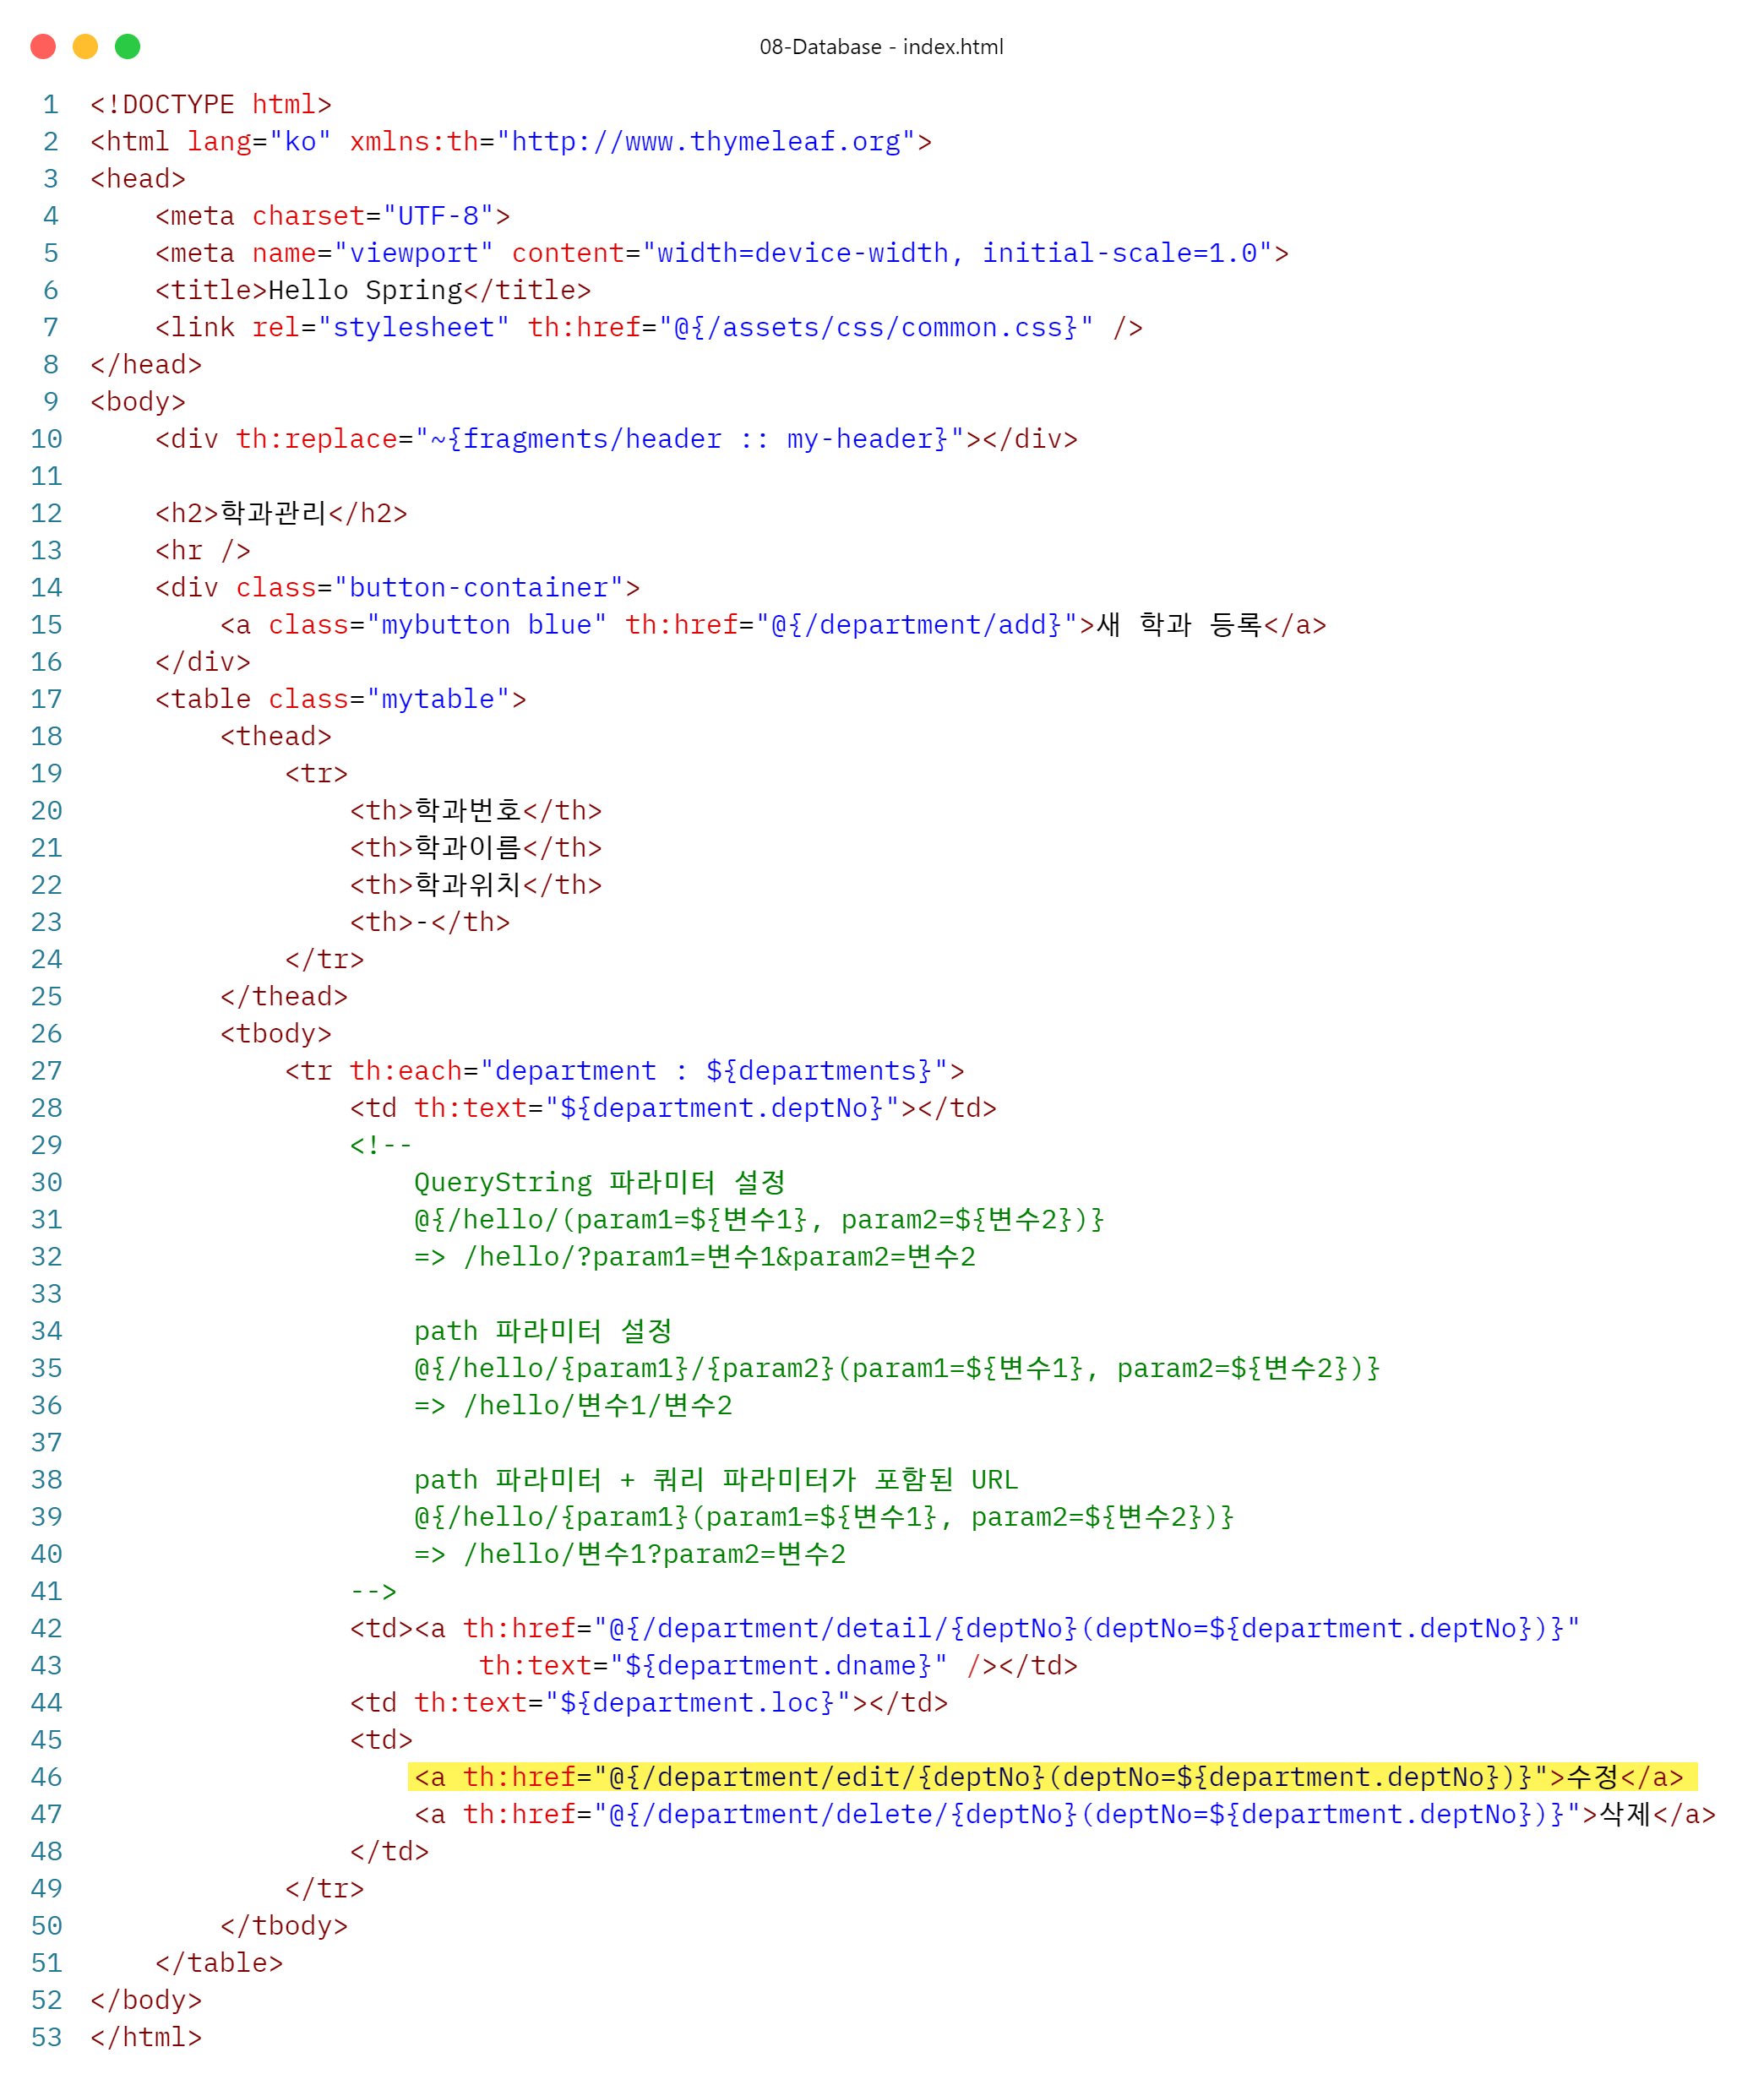 08-Database - index.html
1 <!DOCTYPE html>
2 <html lang="ko" xmlns:th="http://www.thymeleaf.org">
3 <head>
4     <meta charset="UTF-8">
5     <meta name="viewport" content="width=device-width, initial-scale=1.0">
6     <title>Hello Spring</title>
7     <link rel="stylesheet" th:href="@{/assets/css/common.css}" />
8 </head>
9 <body>
10     <div th:replace="~{fragments/header :: my-header}"></div>
11
12     <h2>학과관리</h2>
13     <hr />
14     <div class="button-container">
15         <a class="mybutton blue" th:href="@{/department/add}">새 학과 등록</a>
16     </div>
17     <table class="mytable">
18         <thead>
19             <tr>
20                 <th>학과번호</th>
21                 <th>학과이름</th>
22                 <th>학과위치</th>
23                 <th>-</th>
24             </tr>
25         </thead>
26         <tbody>
27             <tr th:each="department : ${departments}">
28                 <td th:text="${department.deptNo}"></td>
29                 <!--
30                     QueryString 파라미터 설정
31                     @{/hello/(param1=${변수1}, param2=${변수2})}
32                     => /hello/?param1=변수1&param2=변수2
33
34                     path 파라미터 설정
35                     @{/hello/{param1}/{param2}(param1=${변수1}, param2=${변수2})}
36                     => /hello/변수1/변수2
37
38                     path 파라미터 + 쿼리 파라미터가 포함된 URL
39                     @{/hello/{param1}(param1=${변수1}, param2=${변수2})}
40                     => /hello/변수1?param2=변수2
41                 -->
42                 <td><a th:href="@{/department/detail/{deptNo}(deptNo=${department.deptNo})}"
43                         th:text="${department.dname}" /></td>
44                 <td th:text="${department.loc}"></td>
45                 <td>
46                     <a th:href="@{/department/edit/{deptNo}(deptNo=${department.deptNo})}">수정</a>
47                     <a th:href="@{/department/delete/{deptNo}(deptNo=${department.deptNo})}">삭제</a>
48                 </td>
49             </tr>
50         </tbody>
51     </table>
52 </body>
53 </html>